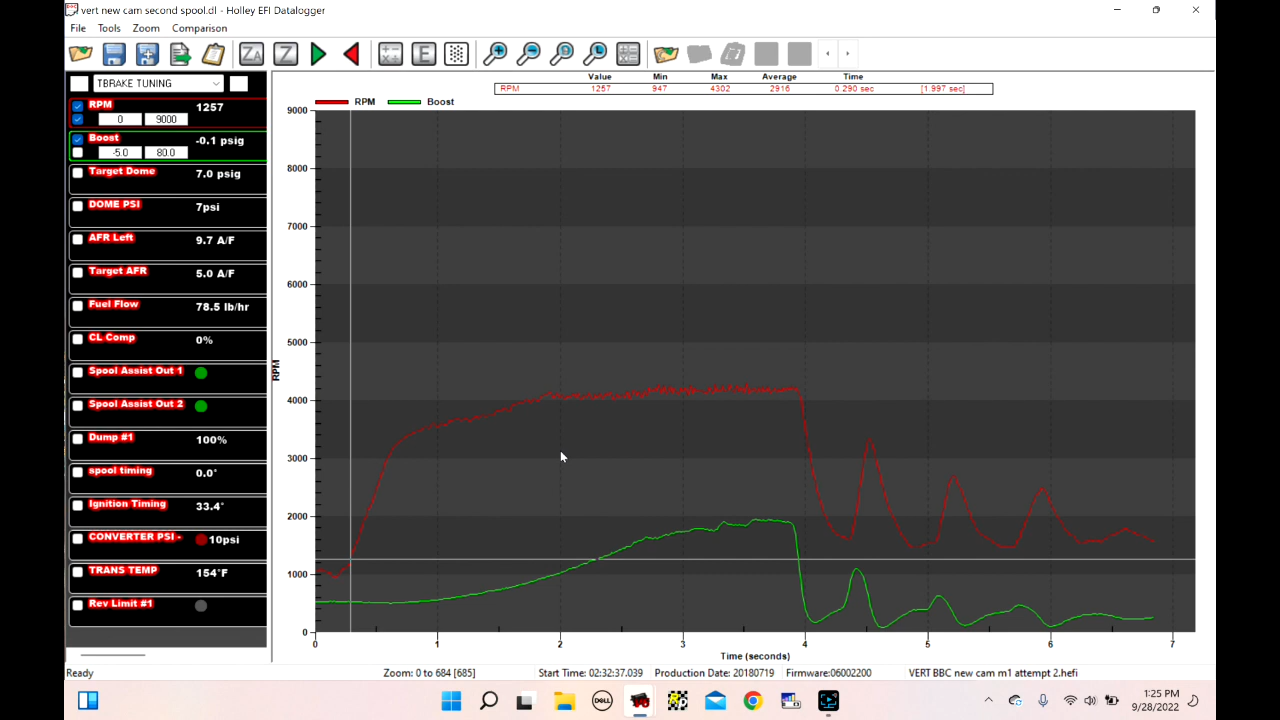 vert new cam second spool.dl - Holley EFI Datalogger
File Tools Zoom Comparison
TBRAKE TUNING
RPM 1257
0 9000
Boost -0.1 psig
-5.0 80.0
Target Dome 7.0 psig
DOME PSI 7psi
AFR Left 9.7 A/F
Target AFR 5.0 A/F
Fuel Flow 78.5 lb/hr
CL Comp 0%
Spool Assist Out 1
Spool Assist Out 2
Dump #1 100%
spool timing 0.0°
Ignition Timing 33.4°
CONVERTER PSI - 10psi
TRANS TEMP 154°F
Rev Limit #1
Value Min Max Average Time
RPM 1257 947 4302 2916 0.290 sec [1.997 sec]
RPM Boost
9000
8000
7000
6000
5000
4000
3000
2000
1000
0
RPM
0 1 2 3 4 5 6 7
Time (seconds)
Ready Zoom: 0 to 684 [685] Start Time: 02:32:37.039 Production Date: 20180719 Firmware:06002200 VERT BBC new cam m1 attempt 2.hefi
DELL
1:25 PM
9/28/2022